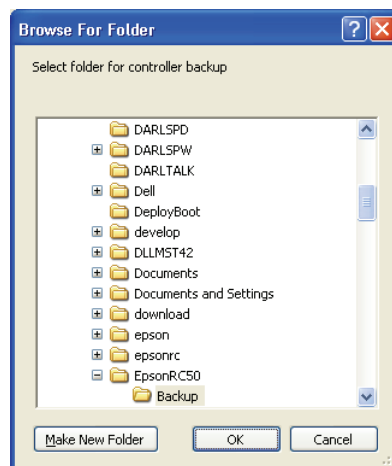 Browse For Folder
Select folder for controller backup
DARLSPD
DARLSPW
DARLTALK
Dell
DeployBoot
develop
DLLMST42
Documents
Documents and Settings
download
epson
epsonrc
EpsonRC50
Backup
Make New Folder OK Cancel